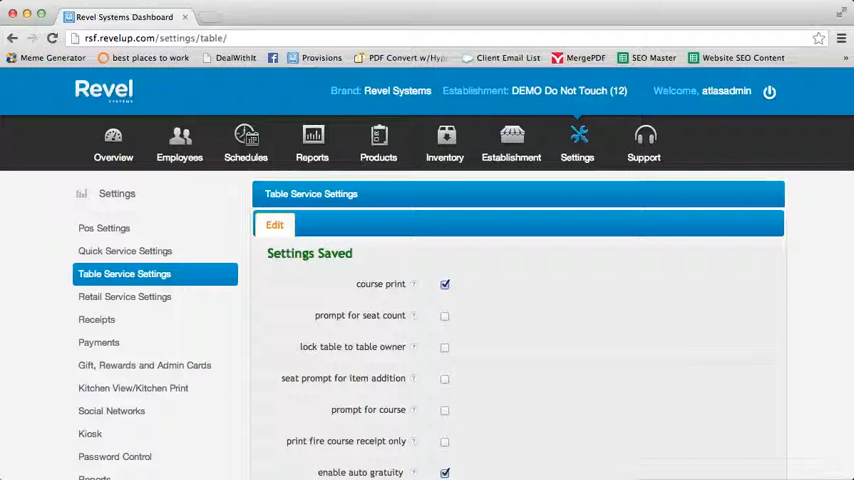 Revel Systems Dashboard
rsf.revelup.com/settings/table/
Meme Generator best places to work DealWithIt Provisions PDF Convert w/Hyp Client Email List MergePDF SEO Master Website SEO Content
Revel
SYSTEMS
Brand: Revel Systems Establishment: DEMO Do Not Touch (12) Welcome, atlasadmin
Overview Employees Schedules Reports Products Inventory Establishment Settings Support
Settings
Pos Settings
Quick Service Settings
Table Service Settings
Retail Service Settings
Receipts
Payments
Gift, Rewards and Admin Cards
Kitchen View/Kitchen Print
Social Networks
Kiosk
Password Control
Reports
Table Service Settings
Edit
Settings Saved
course print ?
prompt for seat count ?
lock table to table owner ?
seat prompt for item addition ?
prompt for course ?
print fire course receipt only ?
enable auto gratuity ?